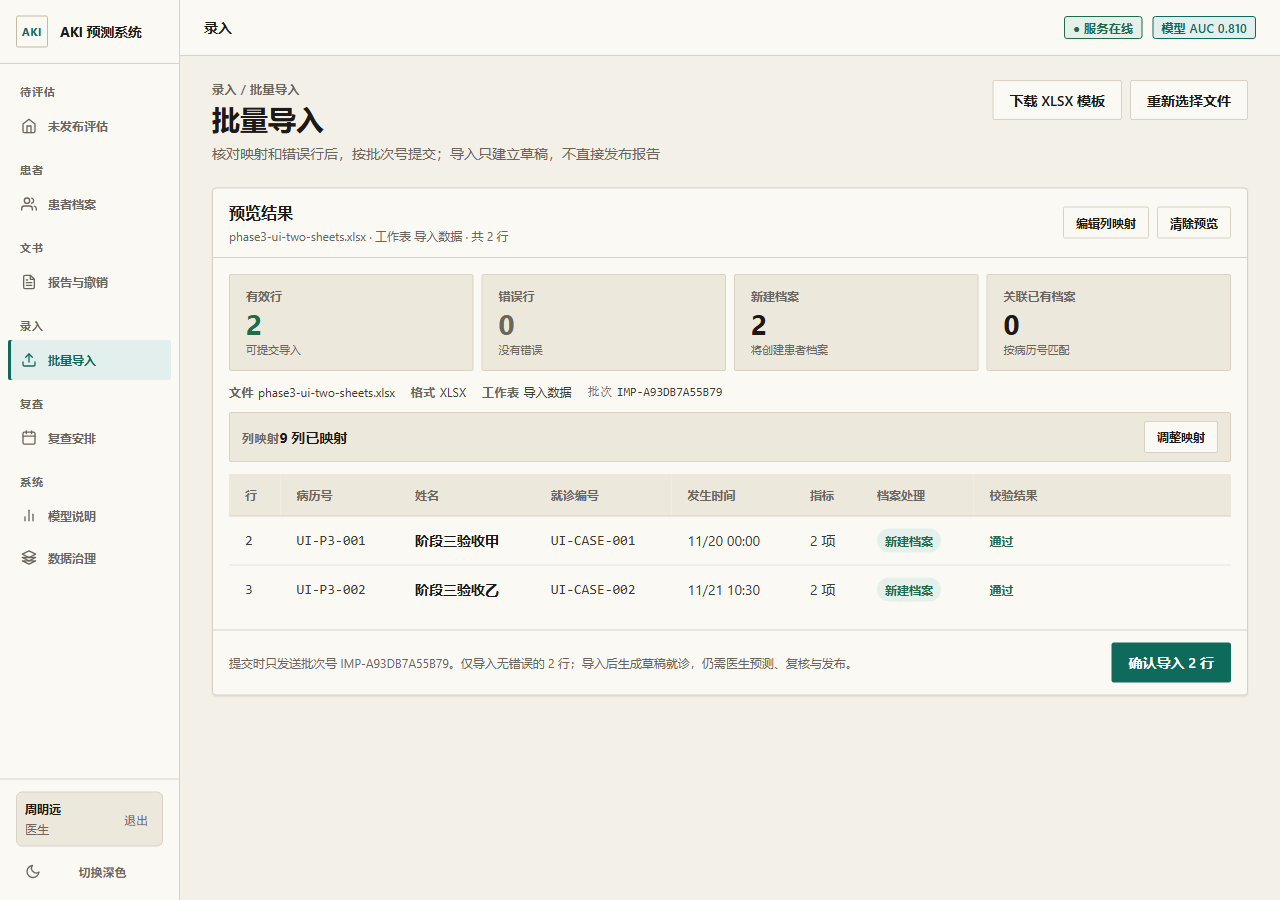 AKI AKI 预测系统
录入
● 服务在线 模型 AUC 0.810
待评估
未发布评估
患者
患者档案
文书
报告与撤销
录入
批量导入
复查
复查安排
系统
模型说明
数据治理
周明远
医生
退出
切换深色
录入 / 批量导入
批量导入
核对映射和错误行后，按批次号提交；导入只建立草稿，不直接发布报告
下载 XLSX 模板 重新选择文件
预览结果
phase3-ui-two-sheets.xlsx · 工作表 导入数据 · 共 2 行
编辑列映射 清除预览
有效行
2
可提交导入
错误行
0
没有错误
新建档案
2
将创建患者档案
关联已有档案
0
按病历号匹配
文件 phase3-ui-two-sheets.xlsx 格式 XLSX 工作表 导入数据 批次 IMP-A93DB7A55B79
列映射9 列已映射 调整映射
行 病历号 姓名 就诊编号 发生时间 指标 档案处理 校验结果
2 UI-P3-001 阶段三验收甲 UI-CASE-001 11/20 00:00 2 项 新建档案 通过
3 UI-P3-002 阶段三验收乙 UI-CASE-002 11/21 10:30 2 项 新建档案 通过
提交时只发送批次号 IMP-A93DB7A55B79。仅导入无错误的 2 行；导入后生成草稿就诊，仍需医生预测、复核与发布。
确认导入 2 行